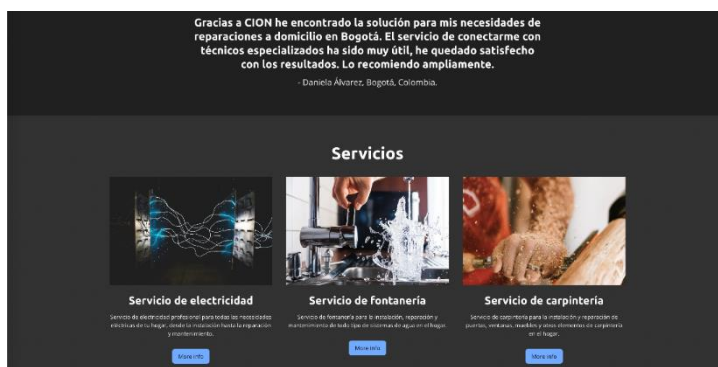 Gracias a CION he encontrado la solución para mis necesidades de
reparaciones a domicilio en Bogotá. El servicio de conectarme con
técnicos especializados ha sido muy útil, he quedado satisfecho
con los resultados. Lo recomiendo ampliamente.
- Daniela Álvarez, Bogotá, Colombia.
Servicios
Servicio de electricidad
Servicio de electricidad profesional para todas las necesidades
eléctricas de tu hogar, desde la instalación hasta la reparación
y mantenimiento.
More info
Servicio de fontanería
Servicio de fontanería para la instalación, reparación y
mantenimiento de todo tipo de sistemas de agua en el hogar.
More info
Servicio de carpintería
Servicio de carpintería para la instalación y reparación de
puertas, ventanas, muebles y otros elementos de carpintería
en el hogar.
More info